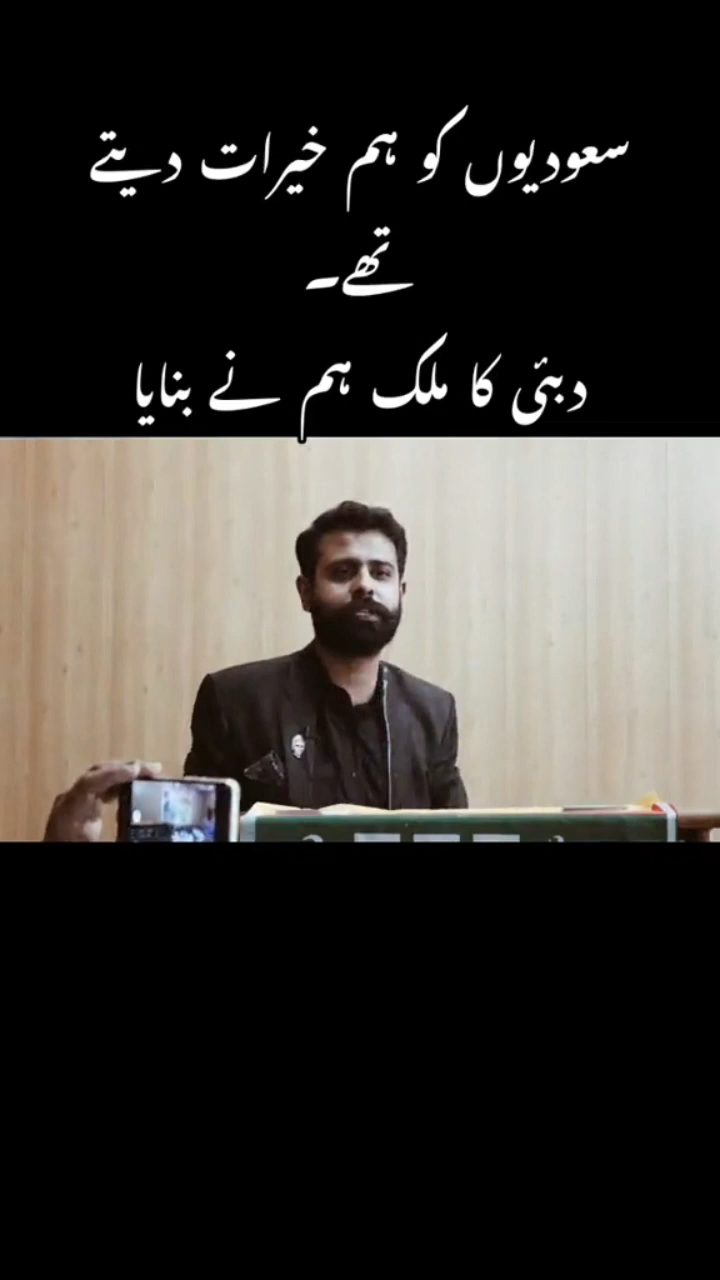 سعودیوں کو ہم خیرات دیتے
تھے۔
دبئی کا ملک ہم نے بنایا